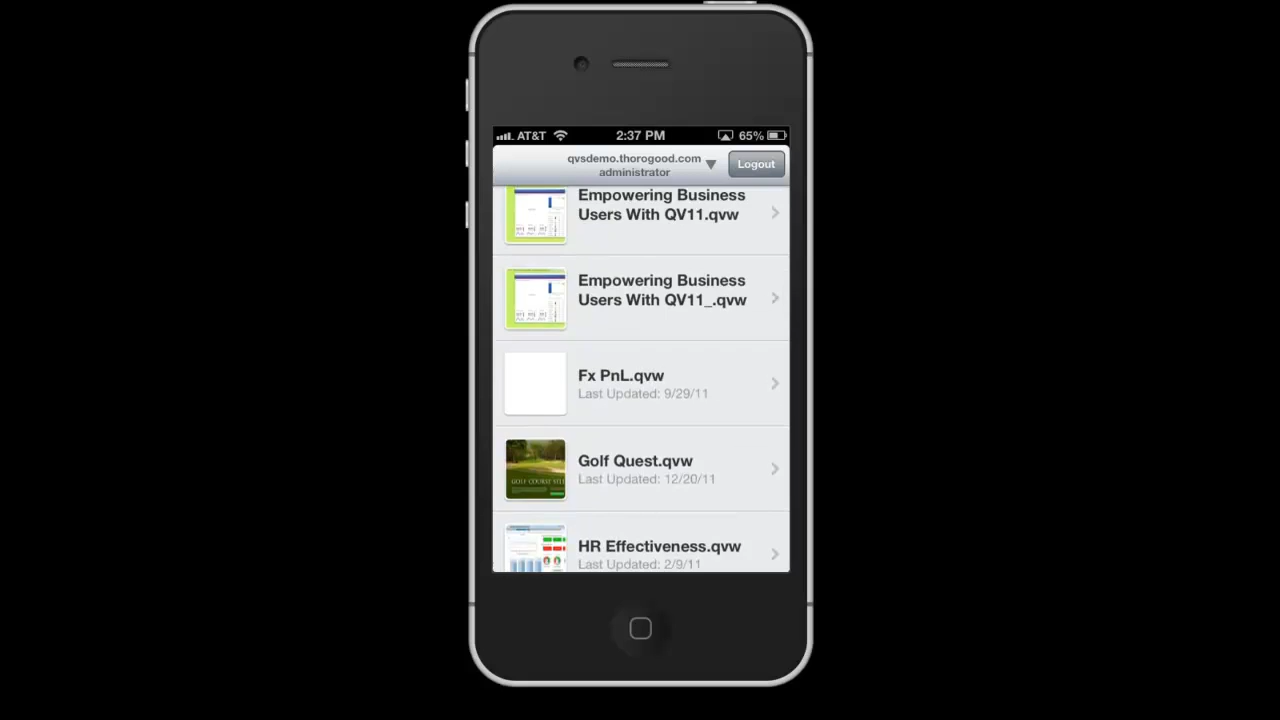 AT&T 2:37 PM 65%
qvsdemo.thorogood.com
administrator
Logout
Empowering Business
Users With QV11.qvw
Empowering Business
Users With QV11_.qvw
Fx PnL.qvw
Last Updated: 9/29/11
Golf Quest.qvw
Last Updated: 12/20/11
GOLF COURSE
HR Effectiveness.qvw
Last Updated: 2/9/11